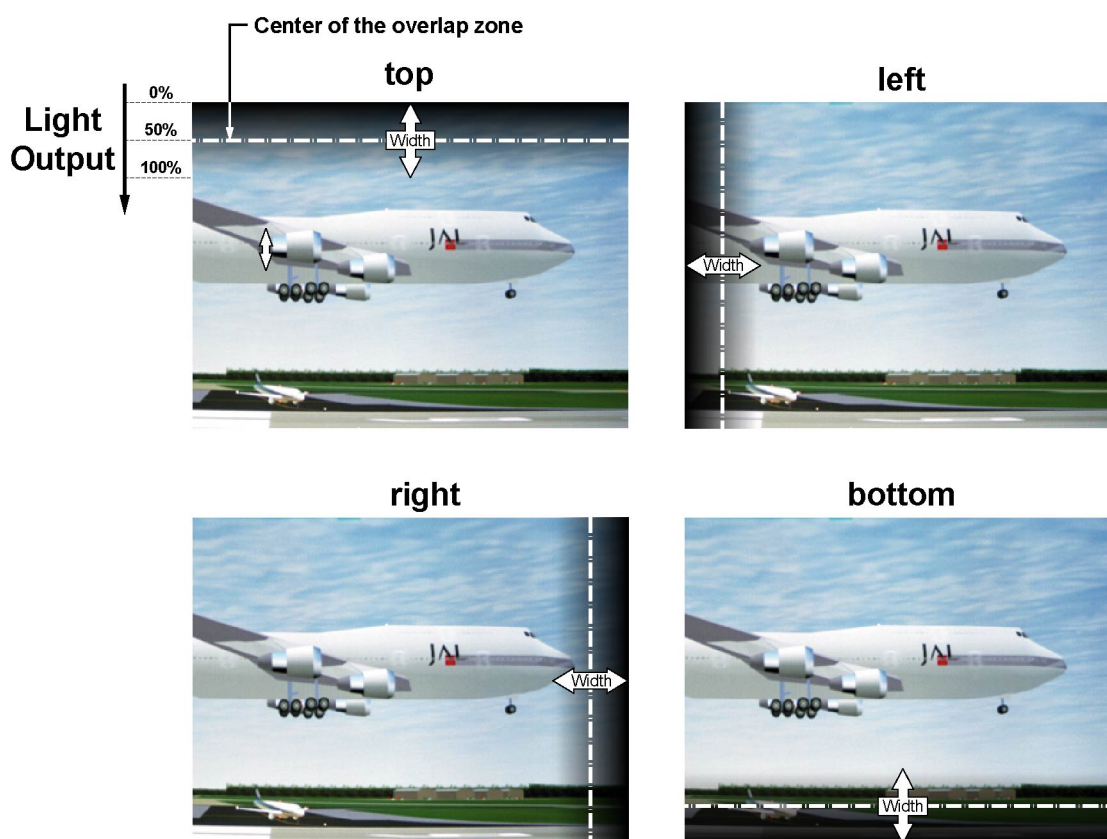 Center of the overlap zone
top
left
0%
Light
Output
50%
100%
Width
JAL
Width
JAL
right
bottom
JAL
Width
JAL
Width